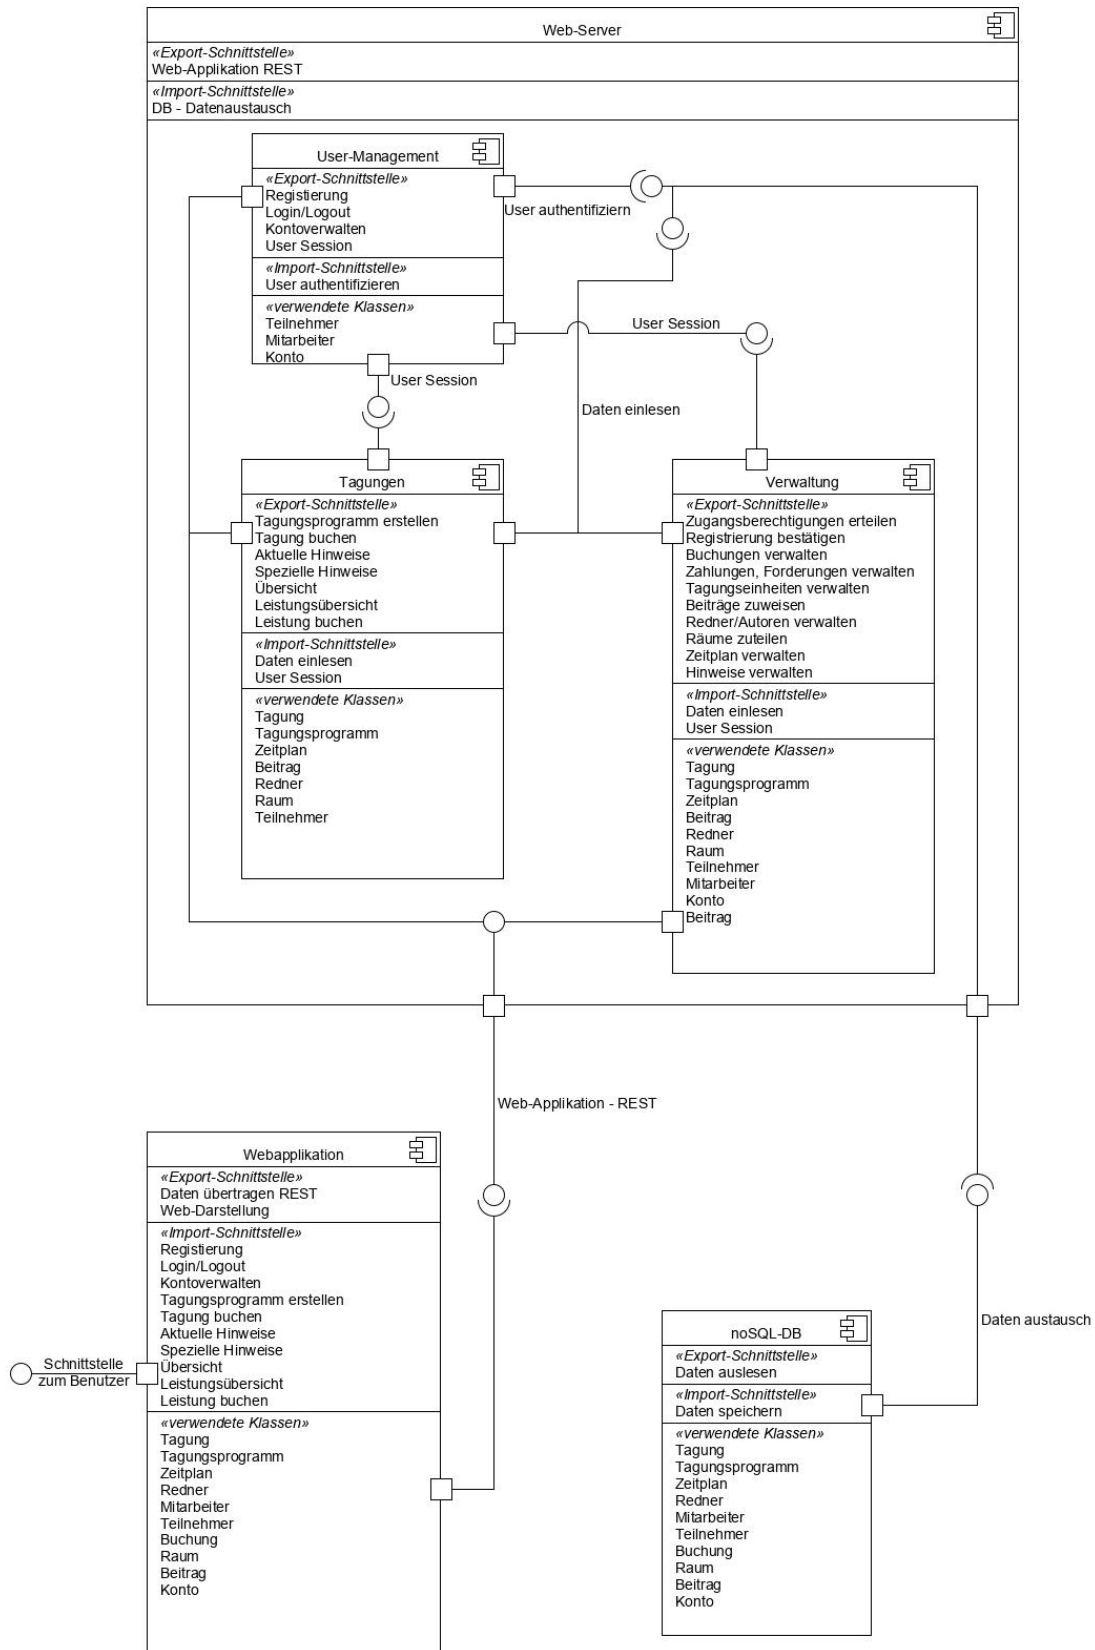 Web-Server
«Export-Schnittstelle»
Web-Applikation REST
«Import-Schnittstelle»
DB - Datenaustausch
User-Management
«Export-Schnittstelle»
Registierung
Login/Logout
Kontoverwalten
User Session
«Import-Schnittstelle»
User authentifizieren
«verwendete Klassen»
Teilnehmer
Mitarbeiter
Konto
User authentifiziern
User Session
User Session
Daten einlesen
Tagungen
«Export-Schnittstelle»
Tagungsprogramm erstellen
Tagung buchen
Aktuelle Hinweise
Spezielle Hinweise
Übersicht
Leistungsübersicht
Leistung buchen
«Import-Schnittstelle»
Daten einlesen
User Session
«verwendete Klassen»
Tagung
Tagungsprogramm
Zeitplan
Beitrag
Redner
Raum
Teilnehmer
Verwaltung
«Export-Schnittstelle»
Zugangsberechtigungen erteilen
Registrierung bestätigen
Buchungen verwalten
Zahlungen, Forderungen verwalten
Tagungseinheiten verwalten
Beiträge zuweisen
Redner/Autoren verwalten
Räume zuteilen
Zeitplan verwalten
Hinweise verwalten
«Import-Schnittstelle»
Daten einlesen
User Session
«verwendete Klassen»
Tagung
Tagungsprogramm
Zeitplan
Beitrag
Redner
Raum
Teilnehmer
Mitarbeiter
Konto
Beitrag
Web-Applikation - REST
Webapplikation
«Export-Schnittstelle»
Daten übertragen REST
Web-Darstellung
«Import-Schnittstelle»
Registierung
Login/Logout
Kontoverwalten
Tagungsprogramm erstellen
Tagung buchen
Aktuelle Hinweise
Spezielle Hinweise
Übersicht
Leistungsübersicht
Leistung buchen
«verwendete Klassen»
Tagung
Tagungsprogramm
Zeitplan
Redner
Mitarbeiter
Teilnehmer
Buchung
Raum
Beitrag
Konto
Schnittstelle
zum Benutzer
noSQL-DB
«Export-Schnittstelle»
Daten auslesen
«Import-Schnittstelle»
Daten speichern
«verwendete Klassen»
Tagung
Tagungsprogramm
Zeitplan
Redner
Mitarbeiter
Teilnehmer
Buchung
Raum
Beitrag
Konto
Daten austausch